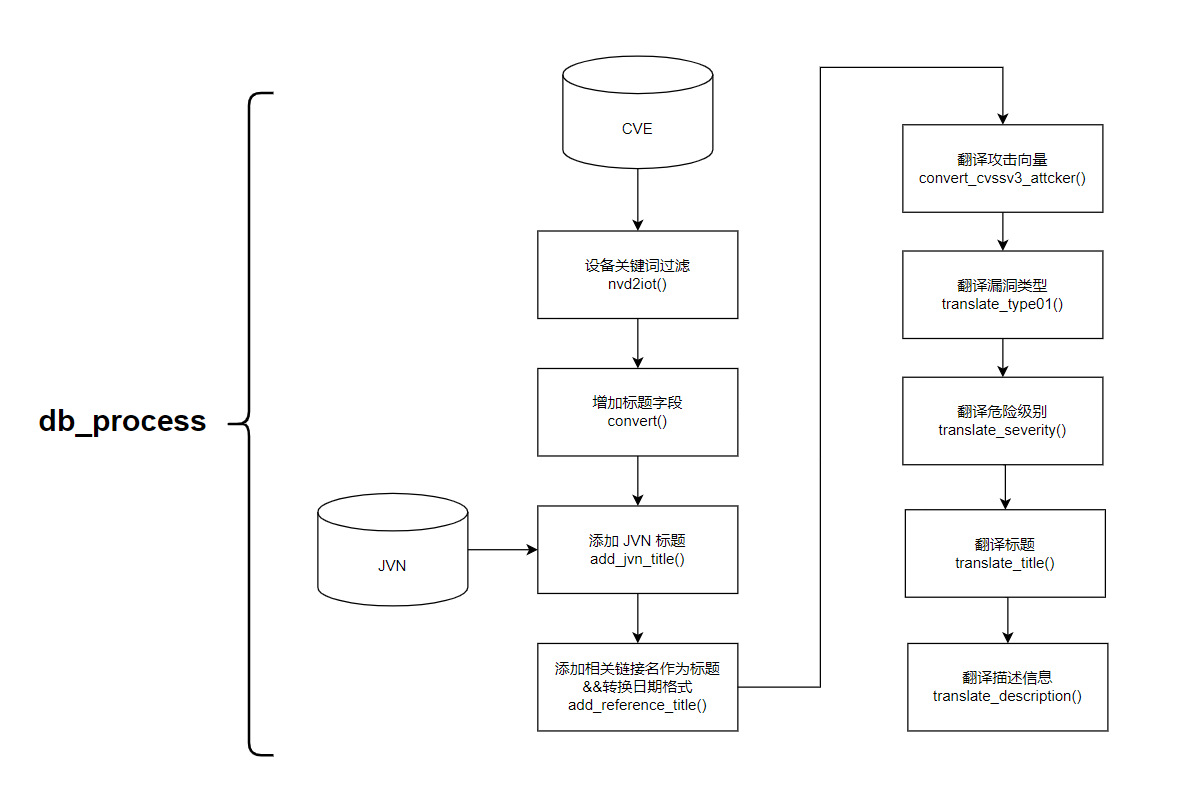 db_process
CVE
设备关键词过滤
nvd2iot()
增加标题字段
convert()
JVN
添加 JVN 标题
add_jvn_title()
添加相关链接名作为标题
&&转换日期格式
add_reference_title()
翻译攻击向量
convert_cvssv3_attcker()
翻译漏洞类型
translate_type01()
翻译危险级别
translate_severity()
翻译标题
translate_title()
翻译描述信息
translate_description()